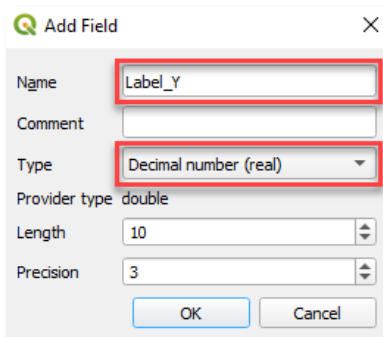 Add Field
Name Label_Y
Comment
Type Decimal number (real)
Provider type double
Length 10
Precision 3
OK Cancel